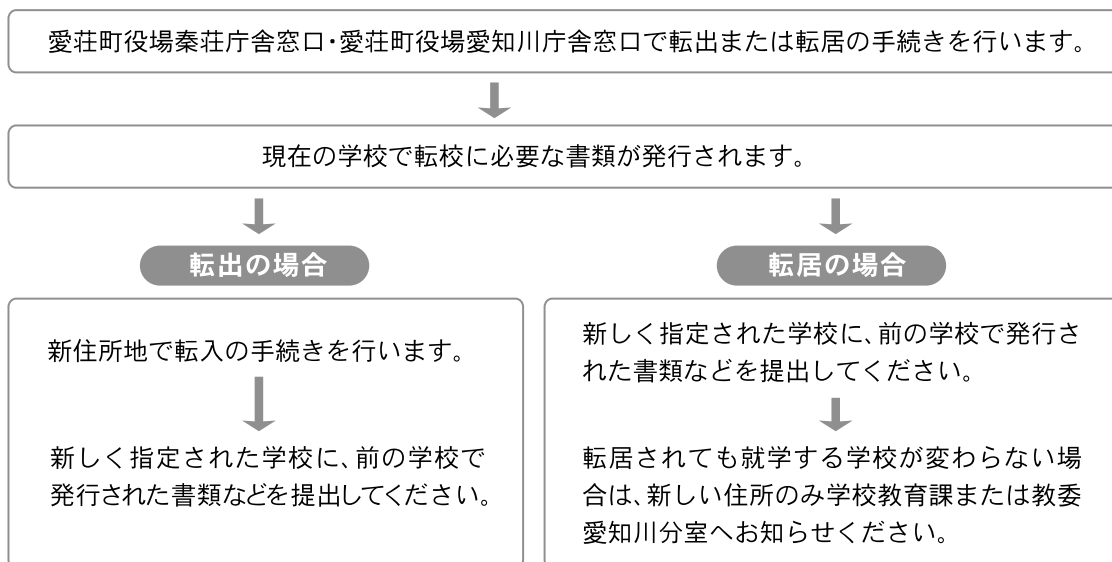 愛荘町役場秦荘庁舎窓口・愛荘町役場愛知川庁舎窓口で転出または転居の手続きを行います。
現在の学校で転校に必要な書類が発行されます。
転出の場合
新住所地で転入の手続きを行います。
新しく指定された学校に、前の学校で
発行された書類などを提出してください。
転居の場合
新しく指定された学校に、前の学校で発行さ
れた書類などを提出してください。
転居されても就学する学校が変わらない場
合は、新しい住所のみ学校教育課または教委
愛知川分室へお知らせください。